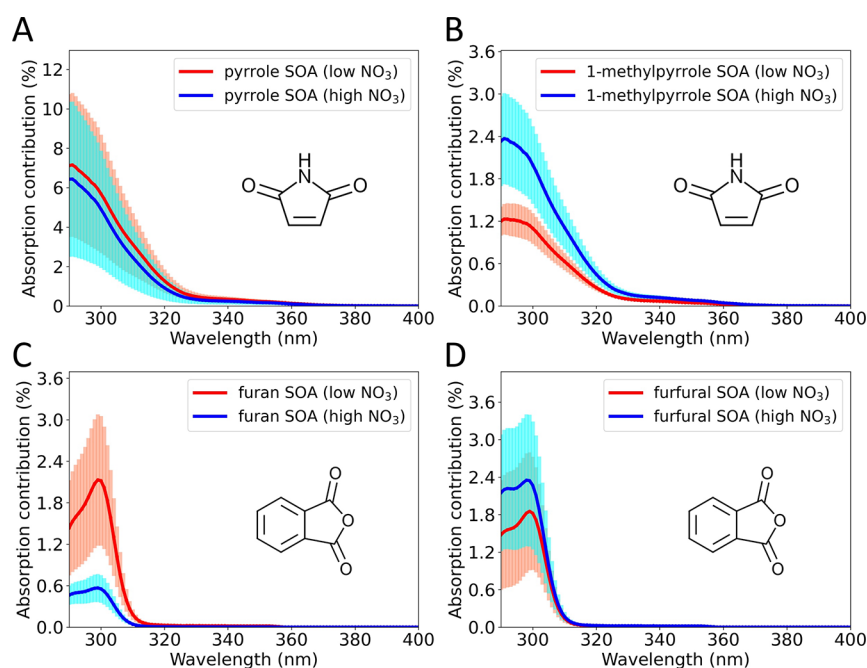 A
B
Absorption contribution (%)
12
10
8
6
4
2
0
pyrrole SOA (low NO₃)
pyrrole SOA (high NO₃)
H
N
O
O
300 320 340 360 380 400
Wavelength (nm)
Absorption contribution (%)
3.6
3.0
2.4
1.8
1.2
0.6
0.0
1-methylpyrrole SOA (low NO₃)
1-methylpyrrole SOA (high NO₃)
H
N
O
O
300 320 340 360 380 400
Wavelength (nm)
C
D
Absorption contribution (%)
3.6
3.0
2.4
1.8
1.2
0.6
0.0
furan SOA (low NO₃)
furan SOA (high NO₃)
O
O
O
300 320 340 360 380 400
Wavelength (nm)
Absorption contribution (%)
3.6
3.0
2.4
1.8
1.2
0.6
0.0
furfural SOA (low NO₃)
furfural SOA (high NO₃)
O
O
O
300 320 340 360 380 400
Wavelength (nm)